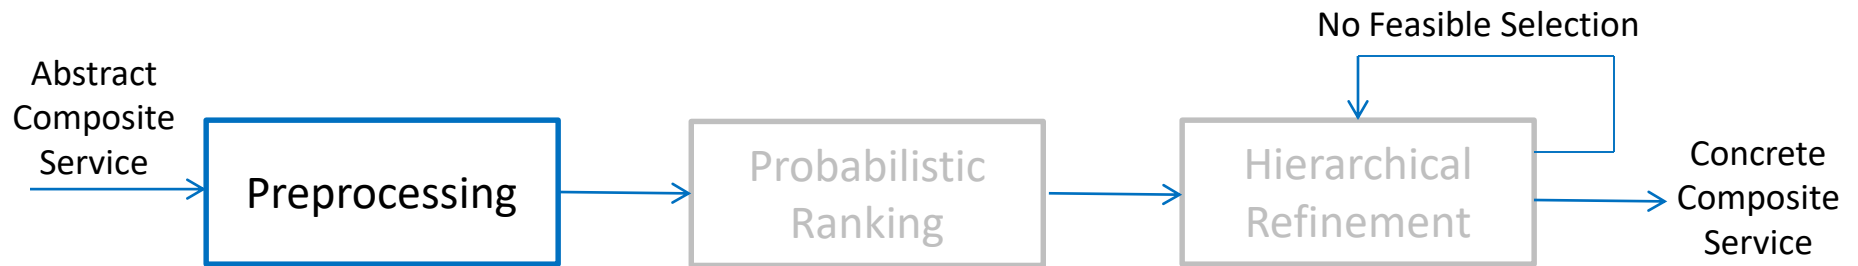 No Feasible Selection
Abstract
Composite
Service
Preprocessing
Probabilistic
Ranking
Hierarchical
Refinement
Concrete
Composite
Service